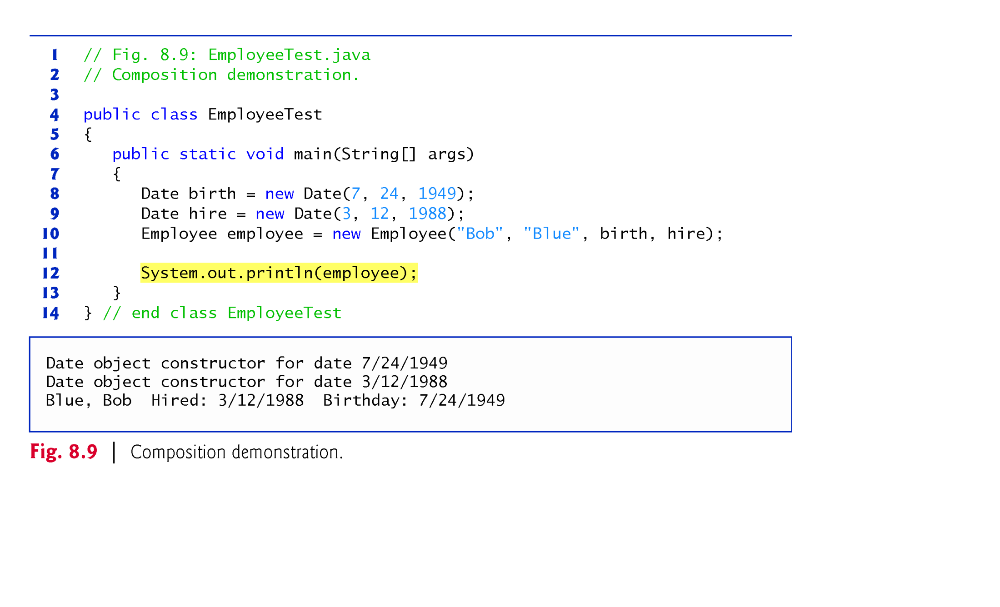 1 // Fig. 8.9: EmployeeTest.java
2 // Composition demonstration.
3
4 public class EmployeeTest
5 {
6    public static void main(String[] args)
7    {
8       Date birth = new Date(7, 24, 1949);
9       Date hire = new Date(3, 12, 1988);
10       Employee employee = new Employee("Bob", "Blue", birth, hire);
11
12       System.out.println(employee);
13    }
14 } // end class EmployeeTest
Date object constructor for date 7/24/1949
Date object constructor for date 3/12/1988
Blue, Bob  Hired: 3/12/1988  Birthday: 7/24/1949
Fig. 8.9 | Composition demonstration.